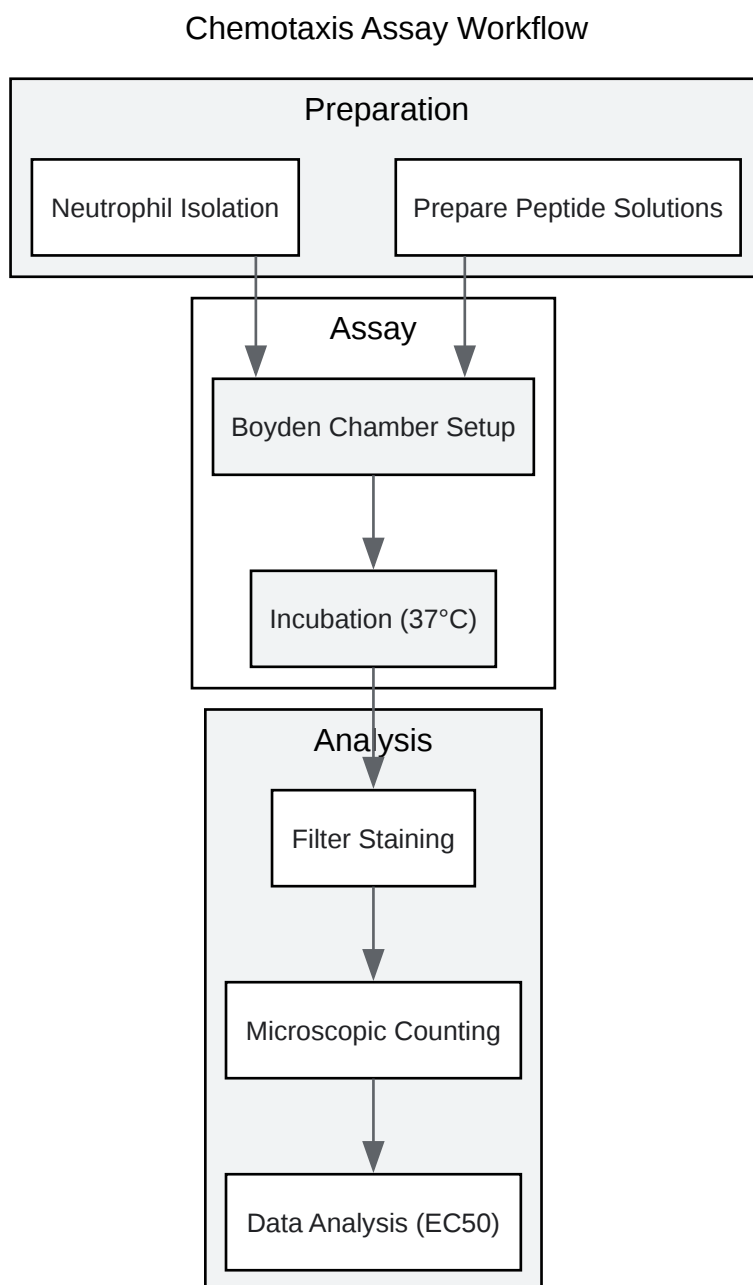 Chemotaxis Assay Workflow
Preparation
Neutrophil Isolation
Prepare Peptide Solutions
Assay
Boyden Chamber Setup
Incubation (37°C)
Analysis
Filter Staining
Microscopic Counting
Data Analysis (EC50)